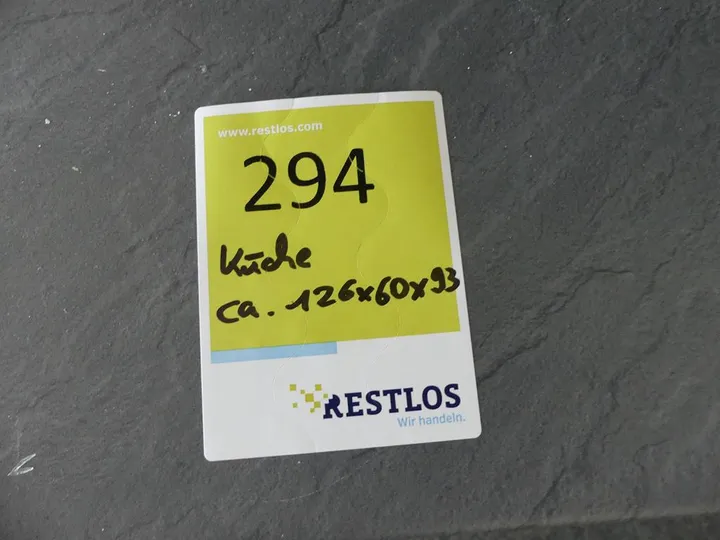 www.restlos.com
294
Küche
ca. 126x60x93
RESTLOS
Wir handeln.